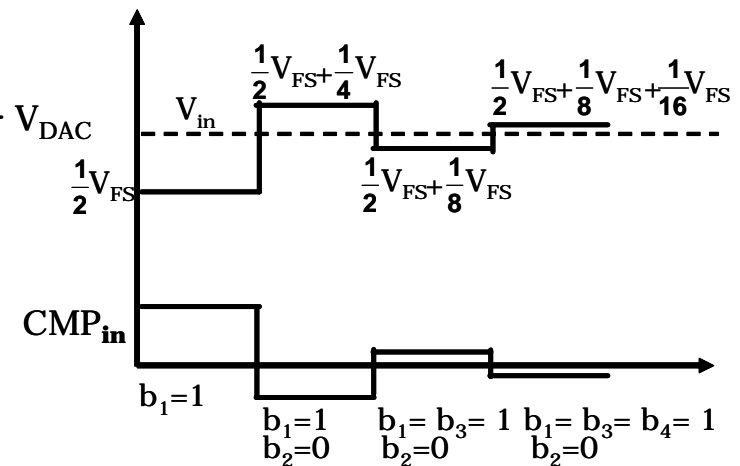 1/2 V_FS + 1/4 V_FS
1/2 V_FS + 1/8 V_FS + 1/16 V_FS
V_DAC
V_in
1/2 V_FS
1/2 V_FS + 1/8 V_FS
CMP_in
b_1=1
b_1=1
b_2=0
b_1= b_3= 1
b_2=0
b_1= b_3= b_4= 1
b_2=0